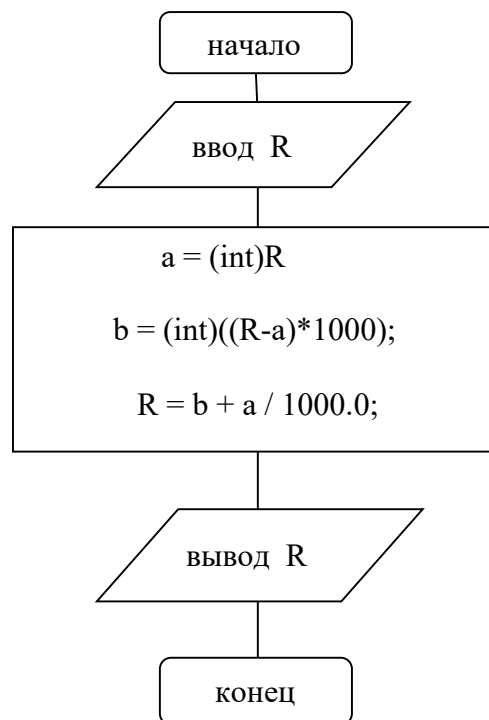 начало
ввод R
a = (int)R
b = (int)((R-a)*1000);
R = b + a / 1000.0;
вывод R
конец